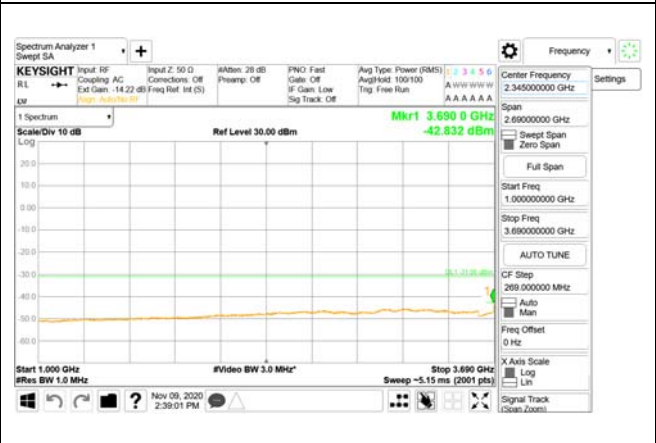 Spectrum Analyzer 1
Swept SA
Frequency
KEYSIGHT
RL
Input: RF
Coupling: AC
Ext Gain: -14.22 dB
Align: Auto/No RF
Input Z: 50 Ω
Corrections: Off
Freq Ref: Int (S)
#Atten: 28 dB
Preamp: Off
PNO: Fast
Gate: Off
IF Gain: Low
Sig Track: Off
Avg Type: Power (RMS)
Avg|Hold: 100/100
Trig: Free Run
1 2 3 4 5 6
A W W W W W
A A A A A A
1 Spectrum
Scale/Div 10 dB
Log
Ref Level 30.00 dBm
Mkr1 3.690 0 GHz
-42.832 dBm
20.0
10.0
0.00
-10.0
-20.0
-30.0
-40.0
-50.0
-60.0
1
Start 1.000 GHz
#Res BW 1.0 MHz
#Video BW 3.0 MHz*
Stop 3.690 GHz
Sweep ~5.15 ms (2001 pts)
Nov 09, 2020
2:39:01 PM
Center Frequency
2.345000000 GHz
Settings
Span
2.69000000 GHz
Swept Span
Zero Span
Full Span
Start Freq
1.000000000 GHz
Stop Freq
3.690000000 GHz
AUTO TUNE
CF Step
269.000000 MHz
Auto
Man
Freq Offset
0 Hz
X Axis Scale
Log
Lin
Signal Track
(Span Zoom)